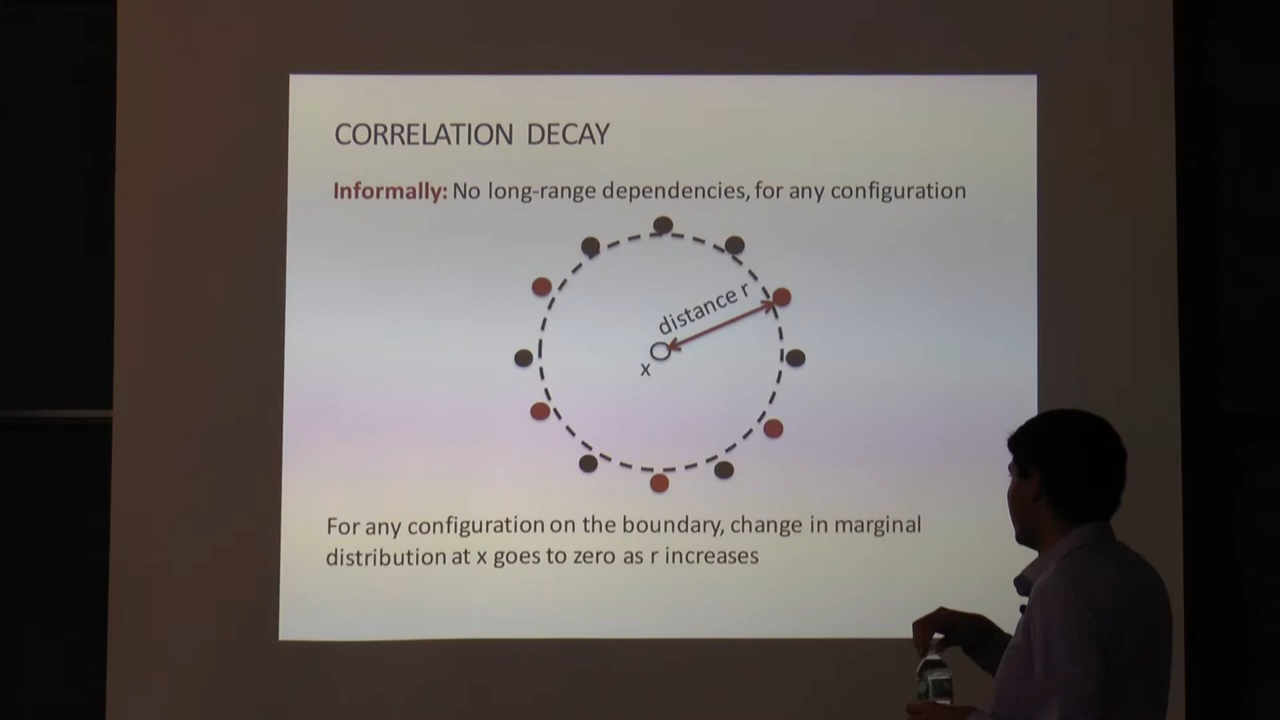 CORRELATION DECAY
Informally: No long-range dependencies, for any configuration
distance r
x
For any configuration on the boundary, change in marginal
distribution at x goes to zero as r increases